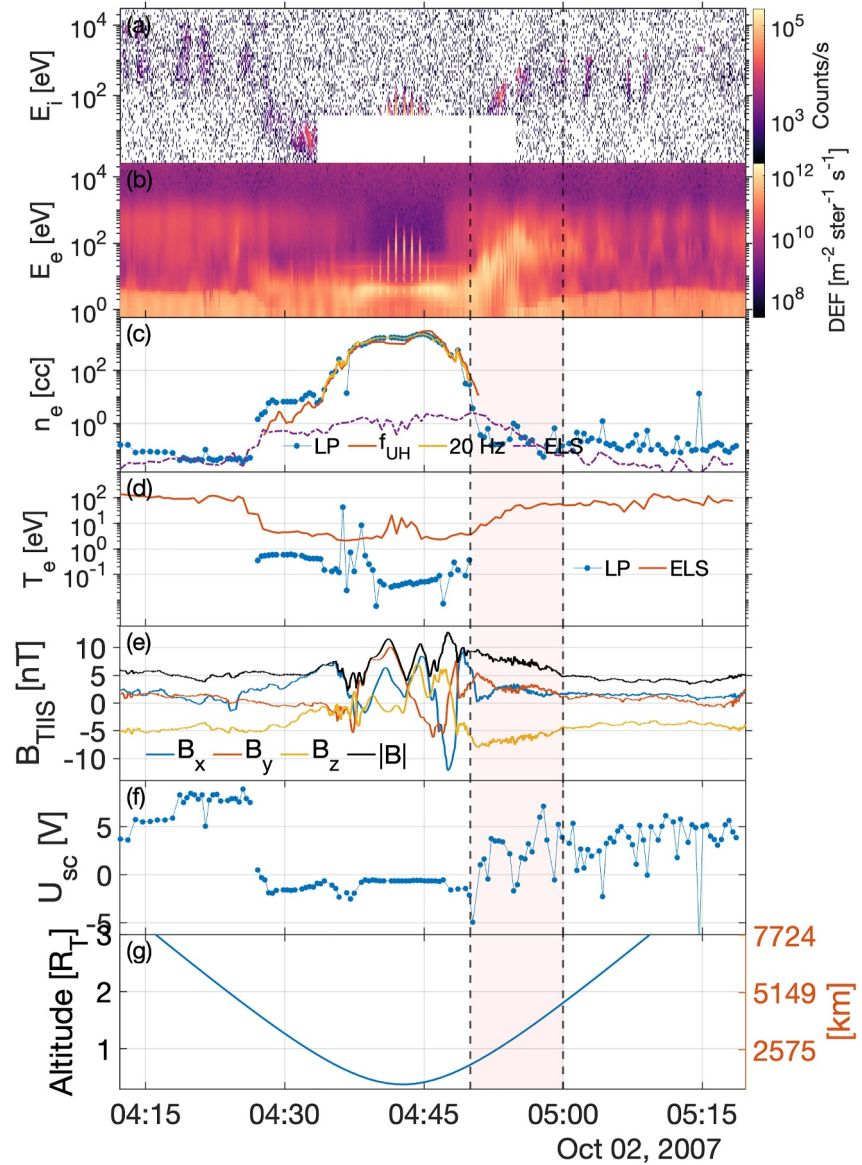 (a)
E_i [eV]
10^4
10^2
10^5
10^3
Counts/s
(b)
E_e [eV]
10^4
10^2
10^0
10^12
10^10
10^8
DEF [m^-2 ster^-1 s^-1]
(c)
n_e [cc]
10^2
10^0
LP f_UH 20 Hz ELS
(d)
T_e [eV]
10^2
10^1
10^0
10^-1
LP ELS
(e)
B_TIIS [nT]
10
5
0
-5
-10
B_x B_y B_z |B|
(f)
U_sc [V]
5
0
-5
(g)
Altitude [R_T]
3
2
1
7724
5149
2575
[km]
04:15 04:30 04:45 05:00 05:15
Oct 02, 2007